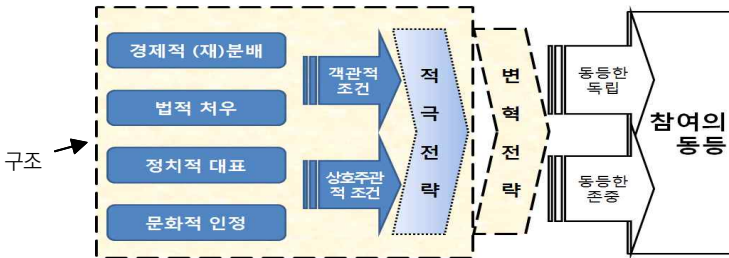 구조
경제적 (재)분배
법적 처우
정치적 대표
문화적 인정
객관적
조건
상호주관
적 조건
적
극
전
략
변
혁
전
략
동등한
독립
동등한
존중
참여의
동등